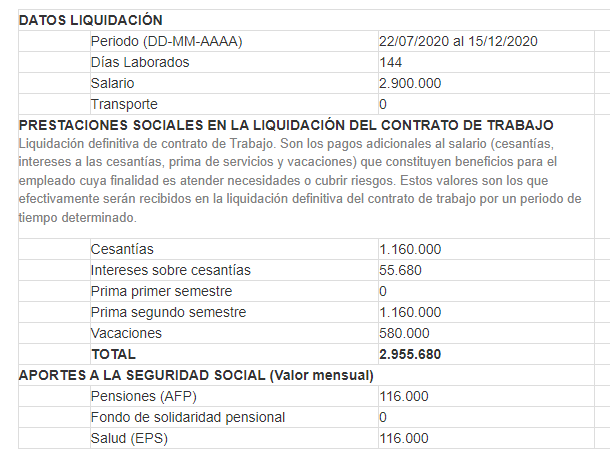 DATOS LIQUIDACIÓN
Periodo (DD-MM-AAAA) 22/07/2020 al 15/12/2020
Días Laborados 144
Salario 2.900.000
Transporte 0
PRESTACIONES SOCIALES EN LA LIQUIDACIÓN DEL CONTRATO DE TRABAJO
Liquidación definitiva de contrato de Trabajo. Son los pagos adicionales al salario (cesantías,
intereses a las cesantías, prima de servicios y vacaciones) que constituyen beneficios para el
empleado cuya finalidad es atender necesidades o cubrir riesgos. Estos valores son los que
efectivamente serán recibidos en la liquidación definitiva del contrato de trabajo por un periodo de
tiempo determinado.
Cesantías 1.160.000
Intereses sobre cesantías 55.680
Prima primer semestre 0
Prima segundo semestre 1.160.000
Vacaciones 580.000
TOTAL 2.955.680
APORTES A LA SEGURIDAD SOCIAL (Valor mensual)
Pensiones (AFP) 116.000
Fondo de solidaridad pensional 0
Salud (EPS) 116.000